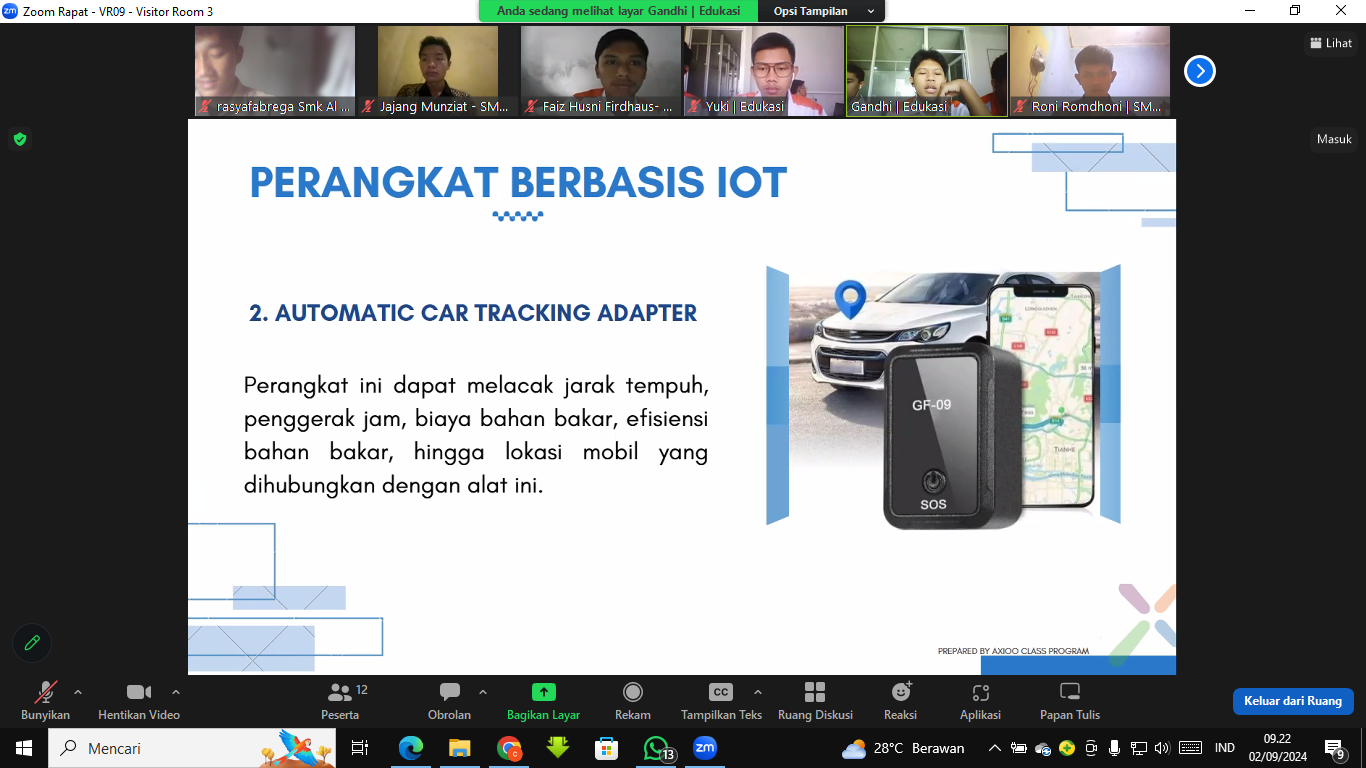 zm Zoom Rapat - VR09 - Visitor Room 3
Anda sedang melihat layar Gandhi | Edukasi
Opsi Tampilan
Lihat
rasyafabrega Smk Al ...
Jajang Munziat - SM...
Faiz Husni Firdhaus- ...
Yuki | Edukasi
Gandhi | Edukasi
Roni Romdhoni | SM...
Masuk
PERANGKAT BERBASIS IOT
2. AUTOMATIC CAR TRACKING ADAPTER
Perangkat ini dapat melacak jarak tempuh,
penggerak jam, biaya bahan bakar, efisiensi
bahan bakar, hingga lokasi mobil yang
dihubungkan dengan alat ini.
GF-09
SOS
TIANHE
PREPARED BY AXIOO CLASS PROGRAM
Bunyikan
Hentikan Video
12
Peserta
Obrolan
Bagikan Layar
Rekam
CC
Tampilkan Teks
Ruang Diskusi
Reaksi
Aplikasi
Papan Tulis
Keluar dari Ruang
Mencari
13
zm
28°C Berawan
IND
09.22
02/09/2024
9